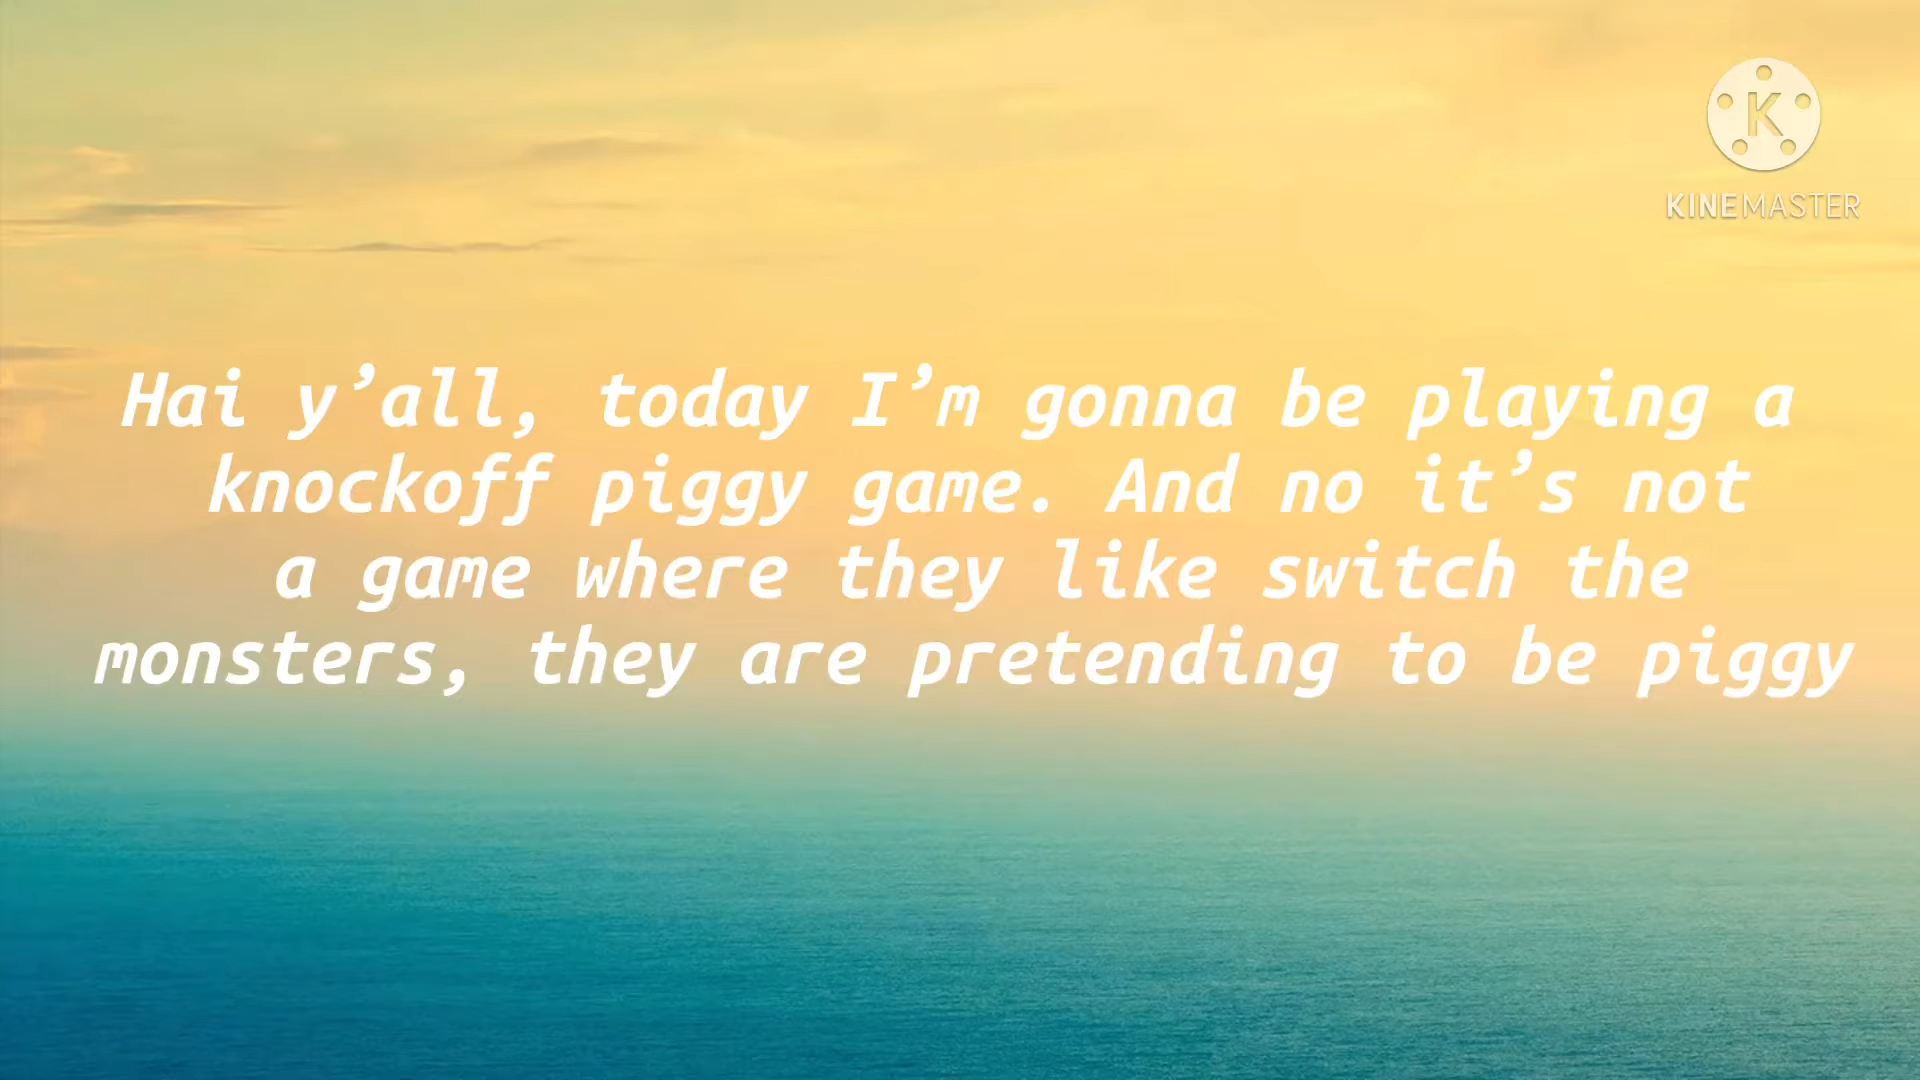 K
KINEMASTER
Hai y’all, today I’m gonna be playing a
knockoff piggy game. And no it’s not
a game where they like switch the
monsters, they are pretending to be piggy